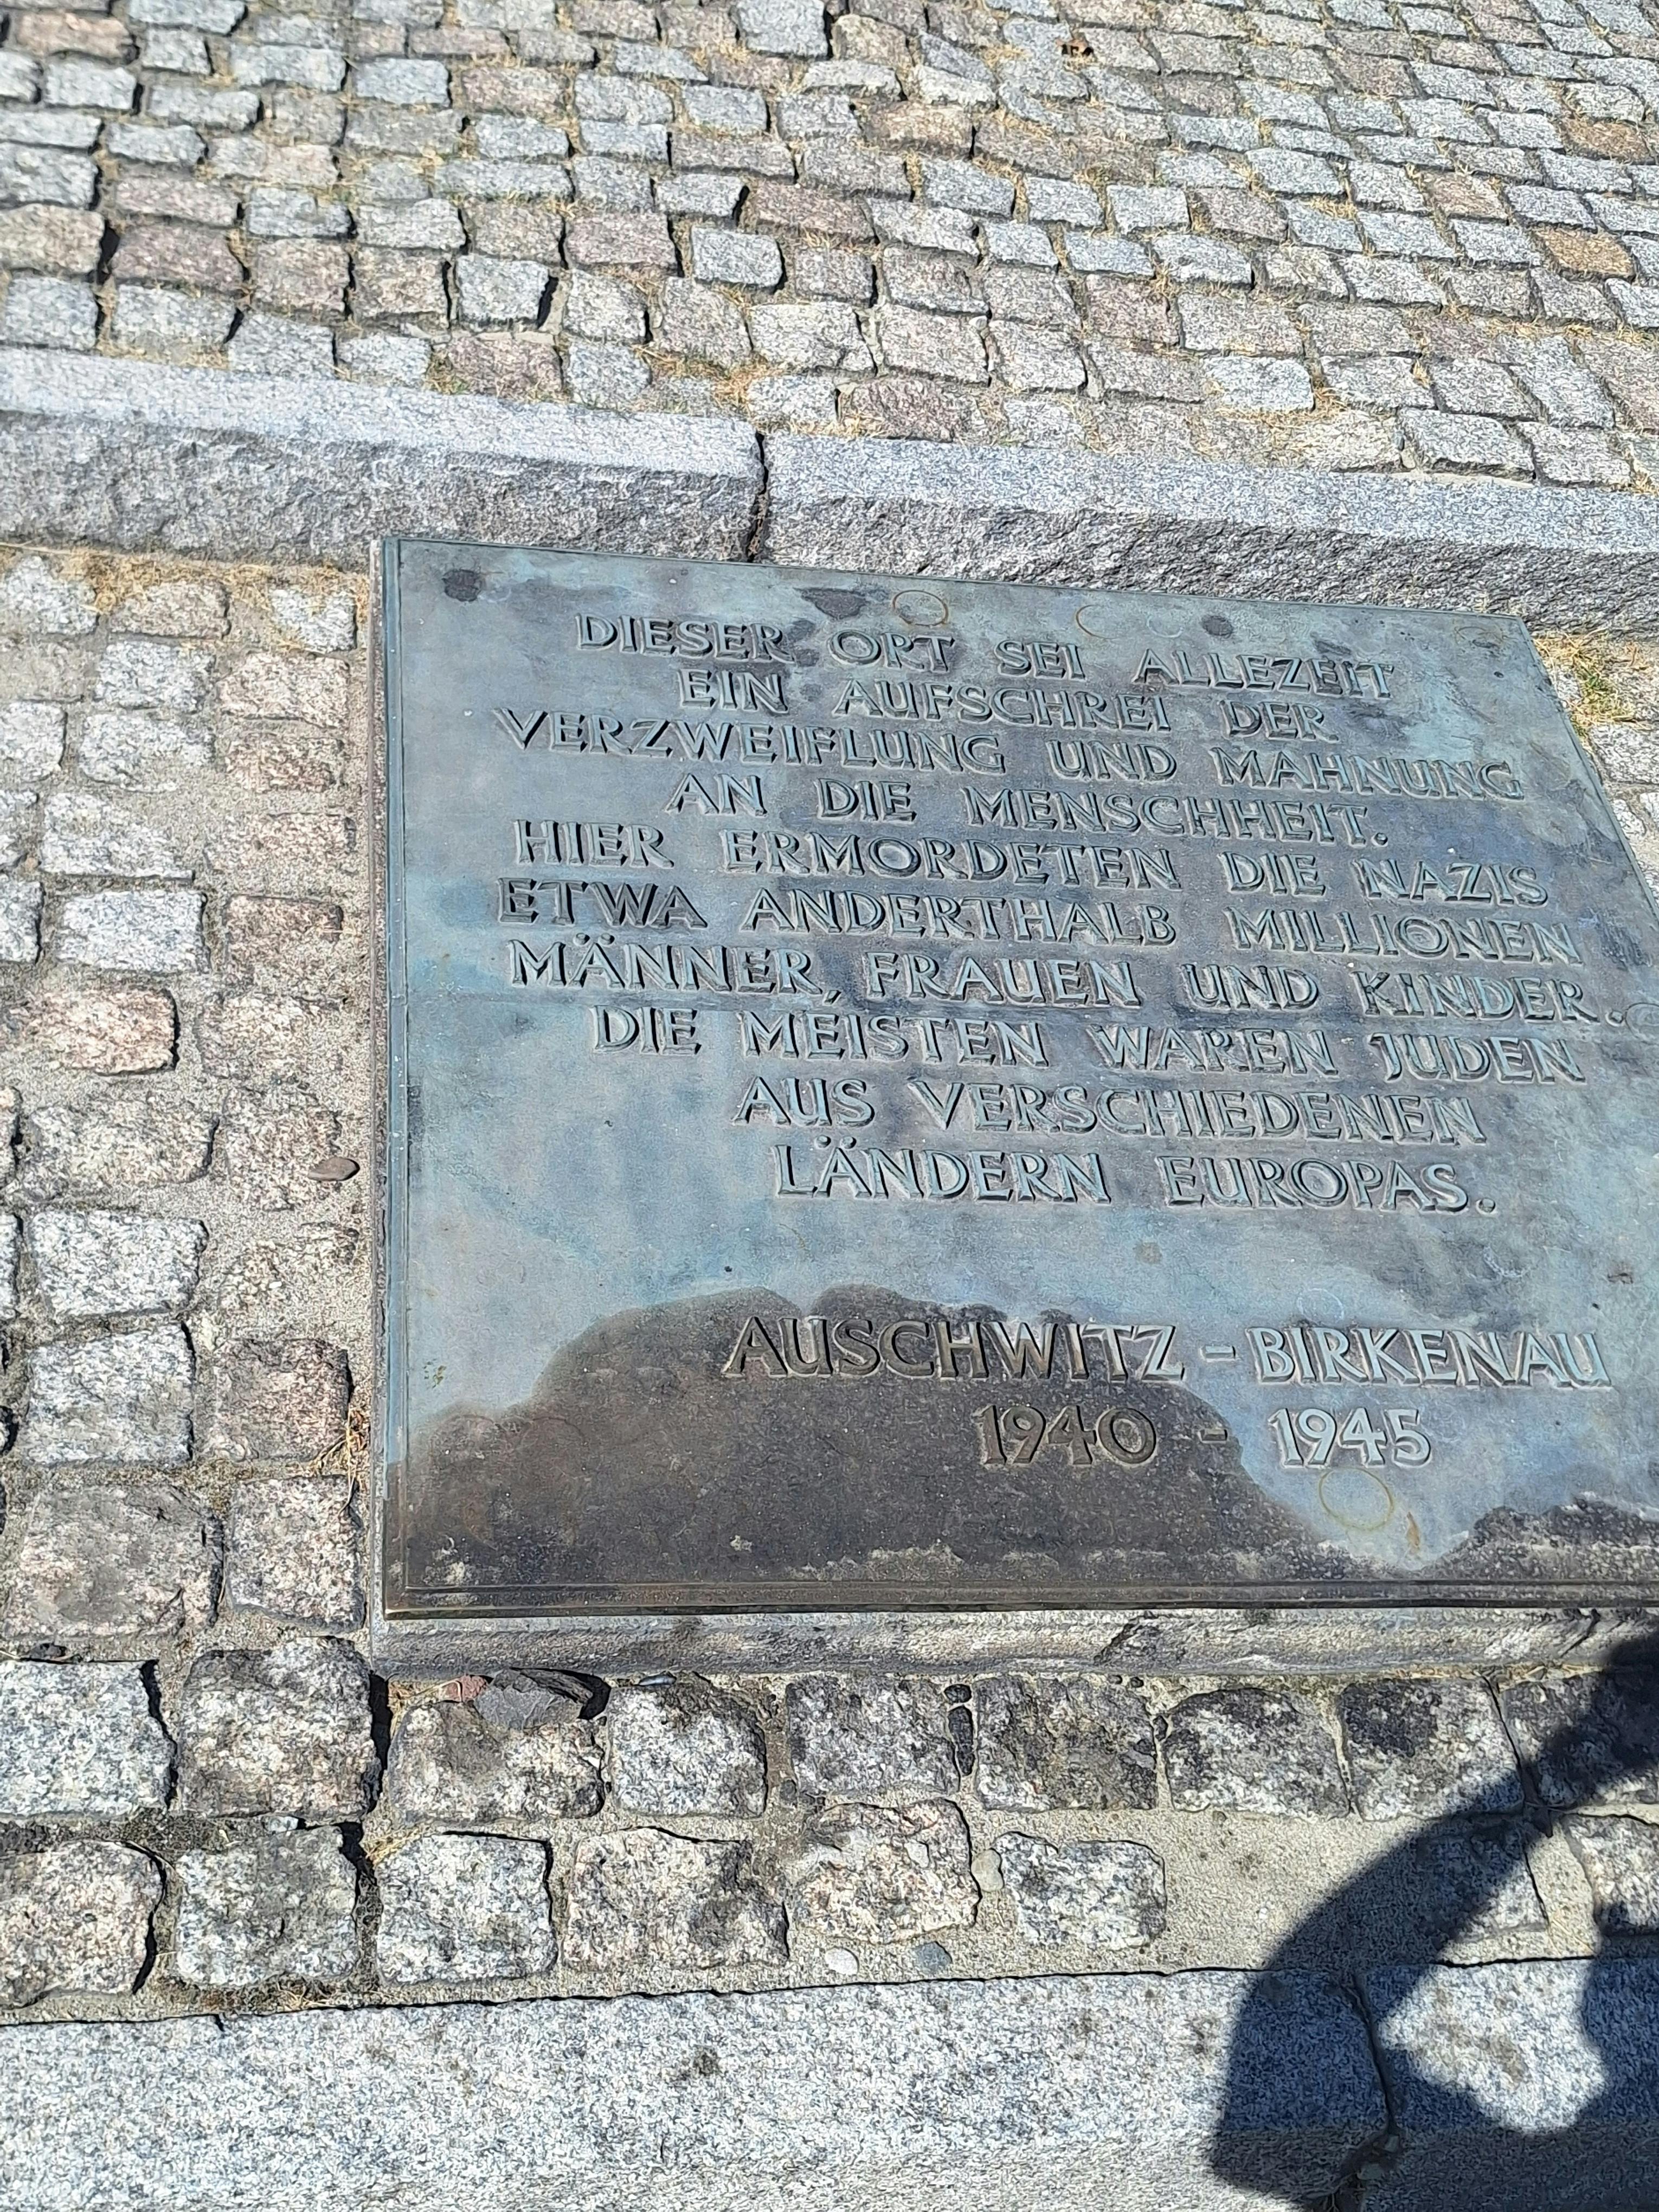 DIESER ORT SEI ALLEZEIT
EIN AUFSCHREI DER
VERZWEIFLUNG UND MAHNUNG
AN DIE MENSCHHEIT.
HIER ERMORDETEN DIE NAZIS
ETWA ANDERTHALB MILLIONEN
MÄNNER, FRAUEN UND KINDER.
DIE MEISTEN WAREN JUDEN
AUS VERSCHIEDENEN
LÄNDERN EUROPAS.
AUSCHWITZ - BIRKENAU
1940 - 1945